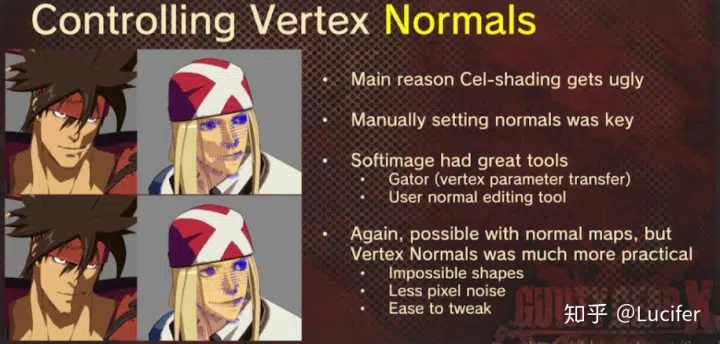 Controlling Vertex Normals
• Main reason Cel-shading gets ugly
• Manually setting normals was key
• Softimage had great tools
• Gator (vertex parameter transfer)
• User normal editing tool
• Again, possible with normal maps, but
Vertex Normals was much more practical
• Impossible shapes
• Less pixel noise
• Ease to tweak
知乎 @Lucifer